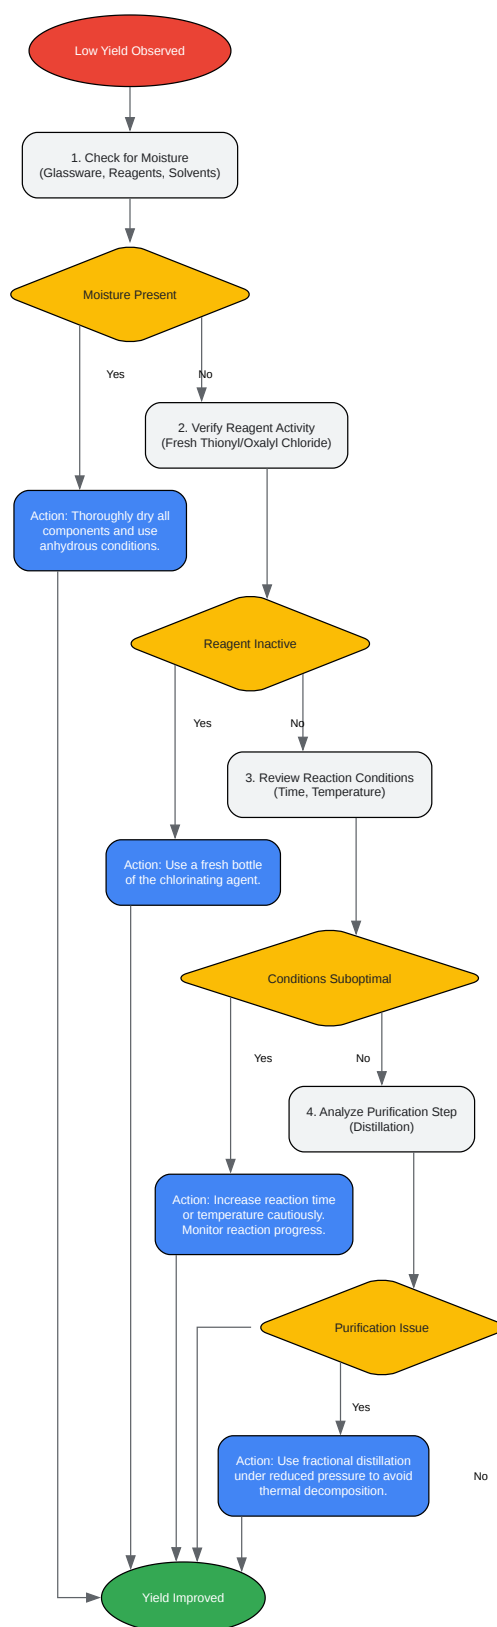 Low Yield Observed
1. Check for Moisture
(Glassware, Reagents, Solvents)
Moisture Present
Yes
No
2. Verify Reagent Activity
(Fresh Thionyl/Oxalyl Chloride)
Action: Thoroughly dry all
components and use
anhydrous conditions.
Reagent Inactive
Yes
No
3. Review Reaction Conditions
(Time, Temperature)
Action: Use a fresh bottle
of the chlorinating agent.
Conditions Suboptimal
Yes
No
4. Analyze Purification Step
(Distillation)
Action: Increase reaction time
or temperature cautiously.
Monitor reaction progress.
Purification Issue
Yes
Action: Use fractional distillation
under reduced pressure to avoid
thermal decomposition.
No
Yield Improved